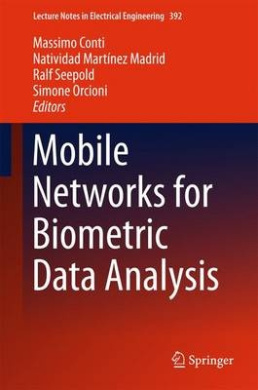 Lecture Notes in Electrical Engineering 392
Massimo Conti
Natividad Martínez Madrid
Ralf Seepold
Simone Orcioni
Editors
Mobile
Networks for
Biometric
Data Analysis
Springer